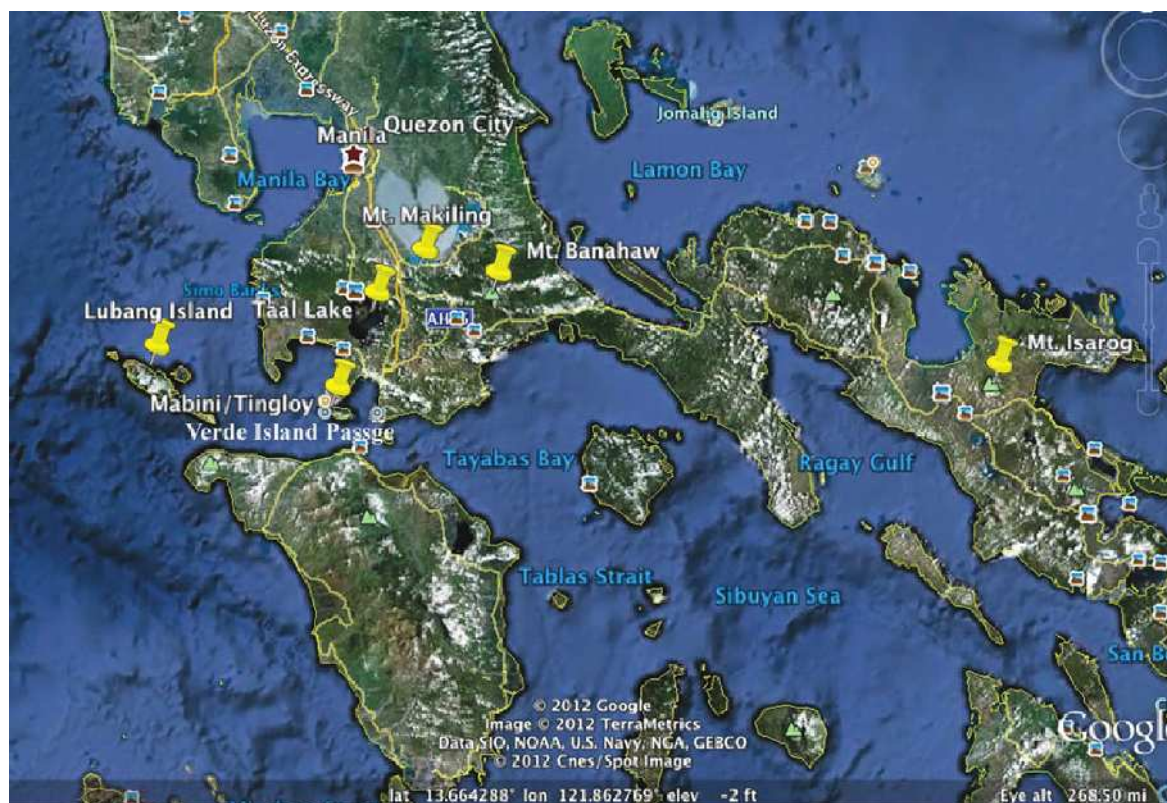 Luzon Expressway
Jomalig Island
Quezon City
Manila
Lamon Bay
Manila Bay
Mt. Makiling
Mt. Banahaw
Simo Banks
Lubang Island
Taal Lake
Mt. Isarog
Mabini/Tingloy
Verde Island Passge
Tayabas Bay
Ragay Gulf
Tablas Strait
Sibuyan Sea
San B
© 2012 Google
Image © 2012 TerraMetrics
Data SIO, NOAA, U.S. Navy, NGA, GEBCO
© 2012 Cnes/Spot Image
Google
lat 13.664288° lon 121.862769° elev -2 ft
Eye alt 268.50 mi